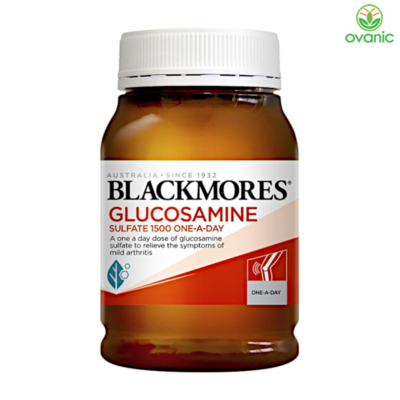 ovanic
AUSTRALIA • SINCE 1932
BLACKMORES®
GLUCOSAMINE
SULFATE 1500 ONE-A-DAY
A one a day dose of glucosamine
sulfate to relieve the symptoms of
mild arthritis
ONE-A-DAY